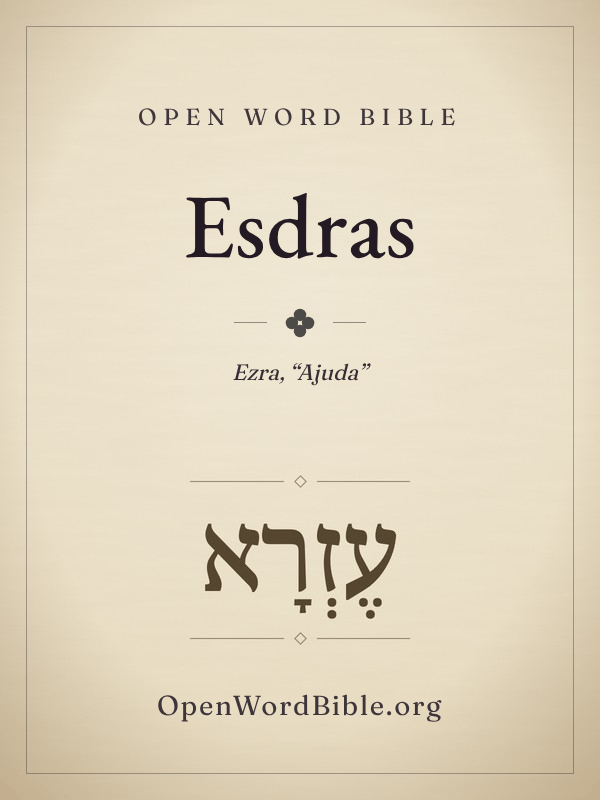 OPEN WORD BIBLE
Esdras
Ezra, “Ajuda”
עֶזְרָא
OpenWordBible.org